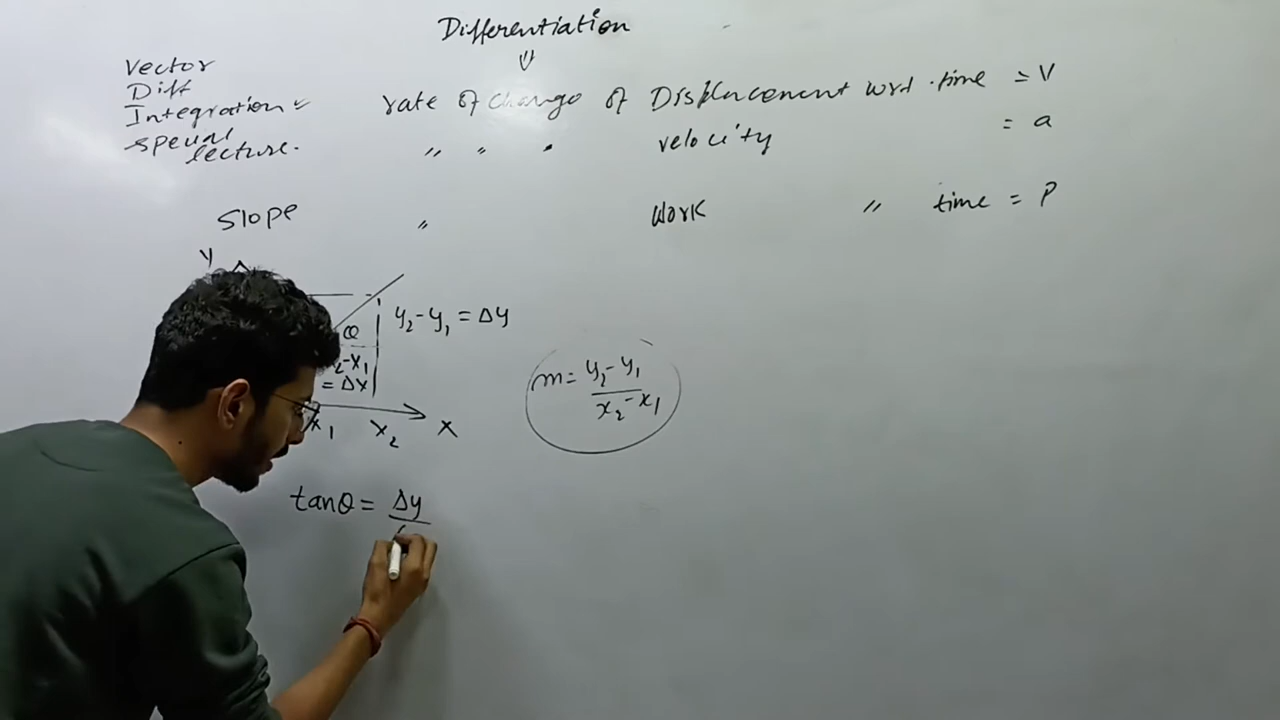 Differentiation
⇓
Vector
Diff
Integration ✓
special
lecture.
rate of change of Displacement wrt. time = V
〃 〃 〃 velocity = a
Slope 〃 Work 〃 time = P
Y
θ
y₂-y₁ = Δy
₂-x₁
= Δx
x₁ x₂ X
m = y₂-y₁
x₂-x₁
tanθ = Δy